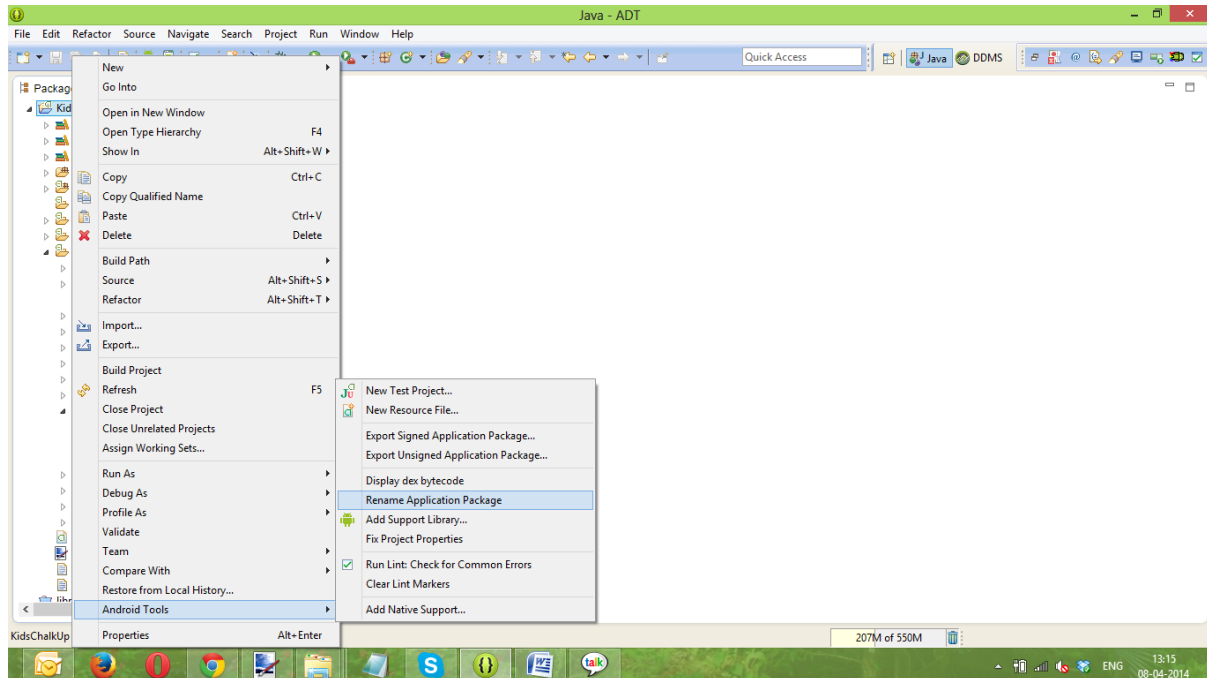 Java - ADT
File Edit Refactor Source Navigate Search Project Run Window Help
Quick Access Java DDMS
Packag
Kid
New
Go Into
Open in New Window
Open Type Hierarchy F4
Show In Alt+Shift+W
Copy Ctrl+C
Copy Qualified Name
Paste Ctrl+V
Delete Delete
Build Path
Source Alt+Shift+S
Refactor Alt+Shift+T
Import...
Export...
Build Project
Refresh F5
Close Project
Close Unrelated Projects
Assign Working Sets...
Run As
Debug As
Profile As
Validate
Team
Compare With
Restore from Local History...
Android Tools
Properties Alt+Enter
New Test Project...
New Resource File...
Export Signed Application Package...
Export Unsigned Application Package...
Display dex bytecode
Rename Application Package
Add Support Library...
Fix Project Properties
Run Lint: Check for Common Errors
Clear Lint Markers
Add Native Support...
KidsChalkUp
207M of 550M
talk
ENG
13:15
08-04-2014